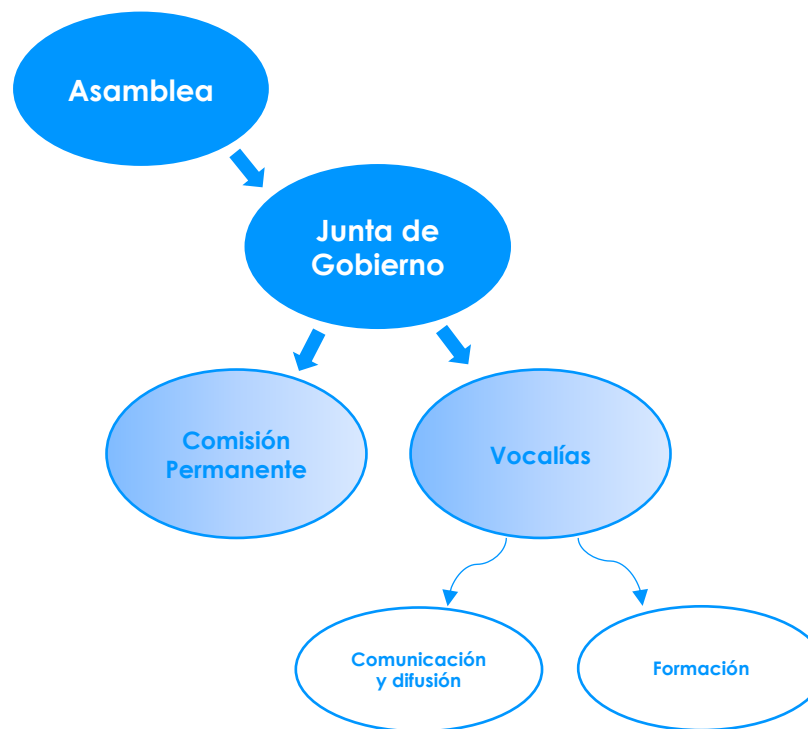 Asamblea
Junta de
Gobierno
Comisión
Permanente
Vocalías
Comunicación
y difusión
Formación